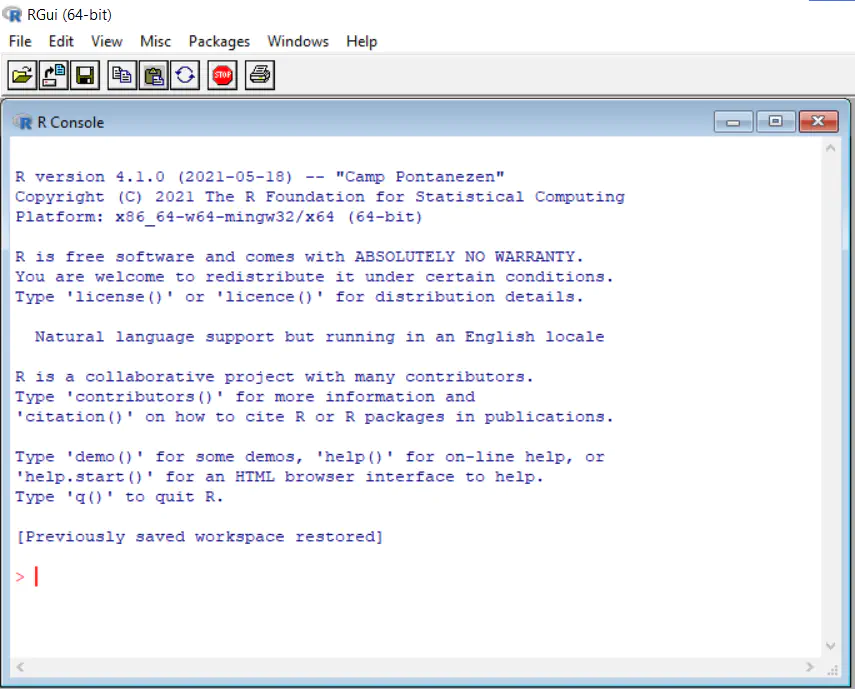 RGui (64-bit)
File Edit View Misc Packages Windows Help
STOP
R Console
R version 4.1.0 (2021-05-18) -- "Camp Pontanezen"
Copyright (C) 2021 The R Foundation for Statistical Computing
Platform: x86_64-w64-mingw32/x64 (64-bit)
R is free software and comes with ABSOLUTELY NO WARRANTY.
You are welcome to redistribute it under certain conditions.
Type 'license()' or 'licence()' for distribution details.
Natural language support but running in an English locale
R is a collaborative project with many contributors.
Type 'contributors()' for more information and
'citation()' on how to cite R or R packages in publications.
Type 'demo()' for some demos, 'help()' for on-line help, or
'help.start()' for an HTML browser interface to help.
Type 'q()' to quit R.
[Previously saved workspace restored]
>